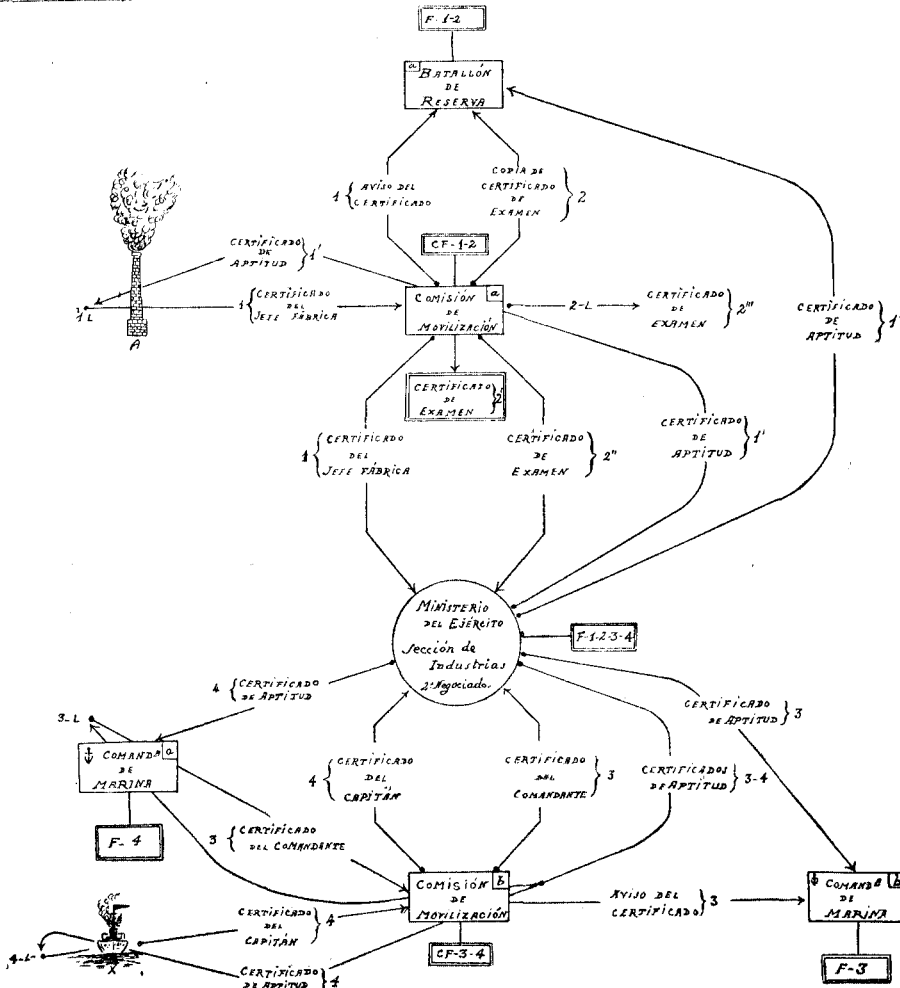 F-1-2
a
BATALLÓN
DE
RESERVA
1 { AVISO DEL
CERTIFICADO
COPIA DE
CERTIFICADO
DE
EXAMEN } 2
CERTIFICADO
DE
APTITUD } 1'
CF-1-2
1 L
1 { CERTIFICADO
DEL
JEFE FÁBRICA
A
COMISIÓN
DE
MOVILIZACIÓN
a
2-L
CERTIFICADO
DE
EXAMEN } 2'''
CERTIFICADO
DE
APTITUD } 1'
CERTIFICADO
DE
EXAMEN } 2'
1 { CERTIFICADO
DEL
JEFE FÁBRICA
CERTIFICADO
DE
EXAMEN } 2''
CERTIFICADO
DE
APTITUD } 1'
MINISTERIO
DEL EJÉRCITO
Sección de
Industrias
2º Negociado.
F-1-2-3-4
4 { CERTIFICADO
DE APTITUD
CERTIFICADO
DE APTITUD } 3
3-L
COMANDª
DE
MARINA
a
F-4
4 { CERTIFICADO
DEL
CAPITÁN
CERTIFICADO
DEL
COMANDANTE } 3
CERTIFICADOS
DE APTITUD } 3-4
3 { CERTIFICADO
DEL COMANDANTE
COMISIÓN
DE
MOVILIZACIÓN
b
AVISO DEL
CERTIFICADO } 3
COMANDª
DE
MARINA
b
CERTIFICADO
DEL
CAPITÁN } 4
4-L
X
CF-3-4
F-3
CERTIFICADO
DE APTITUD } 4